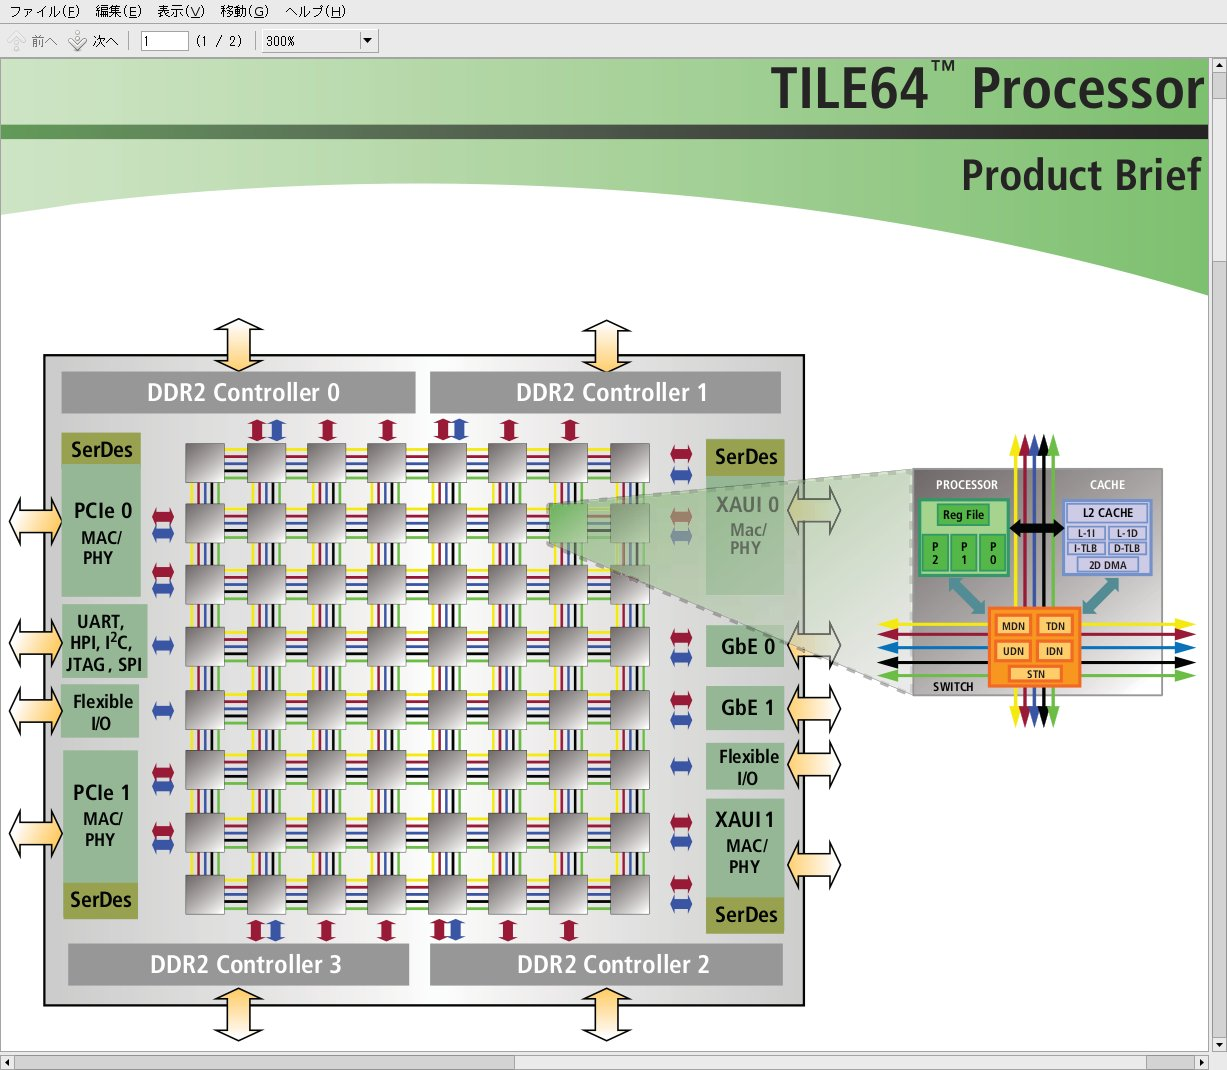 ファイル(F) 編集(E) 表示(V) 移動(G) ヘルプ(H)
前へ 次へ 1 (1 / 2) 300%
TILE64™ Processor
Product Brief
DDR2 Controller 0
DDR2 Controller 1
SerDes
PCIe 0
MAC/
PHY
UART,
HPI, I²C,
JTAG, SPI
Flexible
I/O
PCIe 1
MAC/
PHY
SerDes
SerDes
XAUI 0
Mac/
PHY
GbE 0
GbE 1
Flexible
I/O
XAUI 1
MAC/
PHY
SerDes
DDR2 Controller 3
DDR2 Controller 2
PROCESSOR
Reg File
P
2
P
1
P
0
CACHE
L2 CACHE
L-1I L-1D
I-TLB D-TLB
2D DMA
MDN TDN
UDN IDN
STN
SWITCH